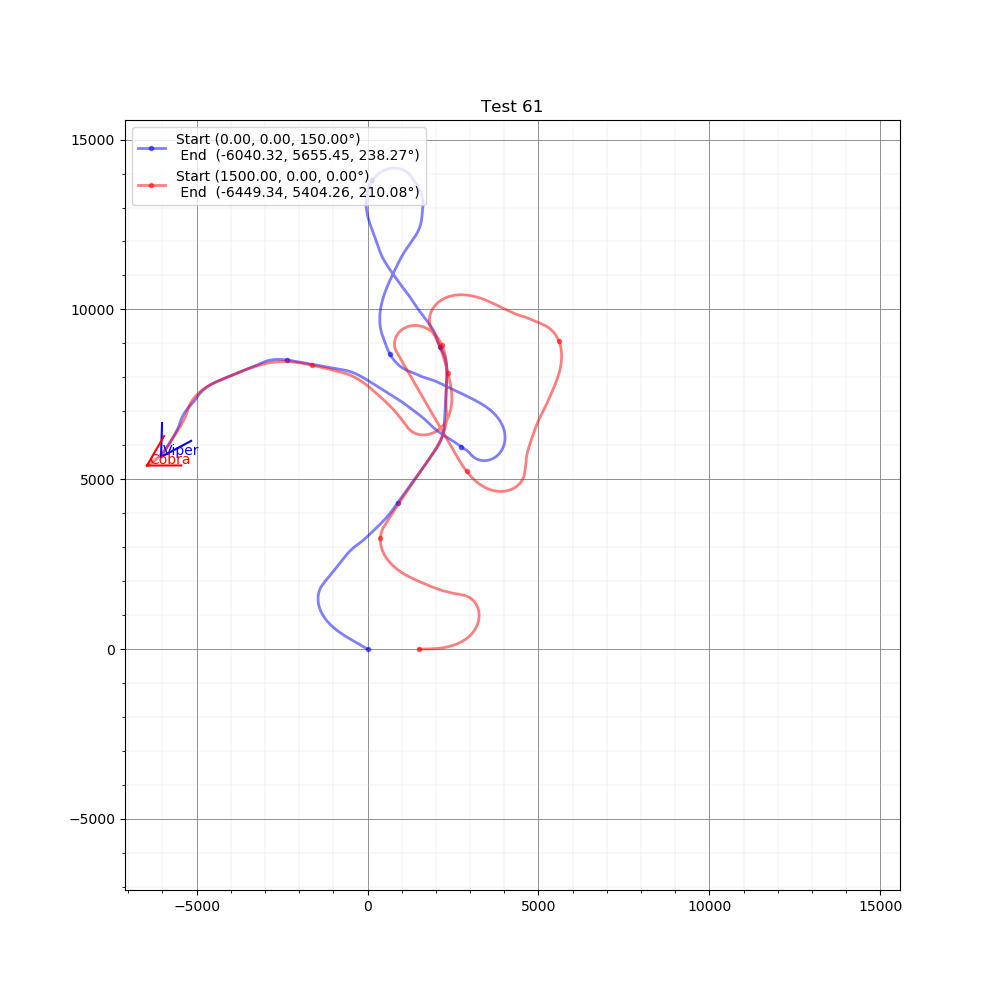 Test 61
15000
10000
5000
0
−5000
Start (0.00, 0.00, 150.00°)
End  (-6040.32, 5655.45, 238.27°)
Start (1500.00, 0.00, 0.00°)
End  (-6449.34, 5404.26, 210.08°)
Viper
Cobra
−5000
0
5000
10000
15000